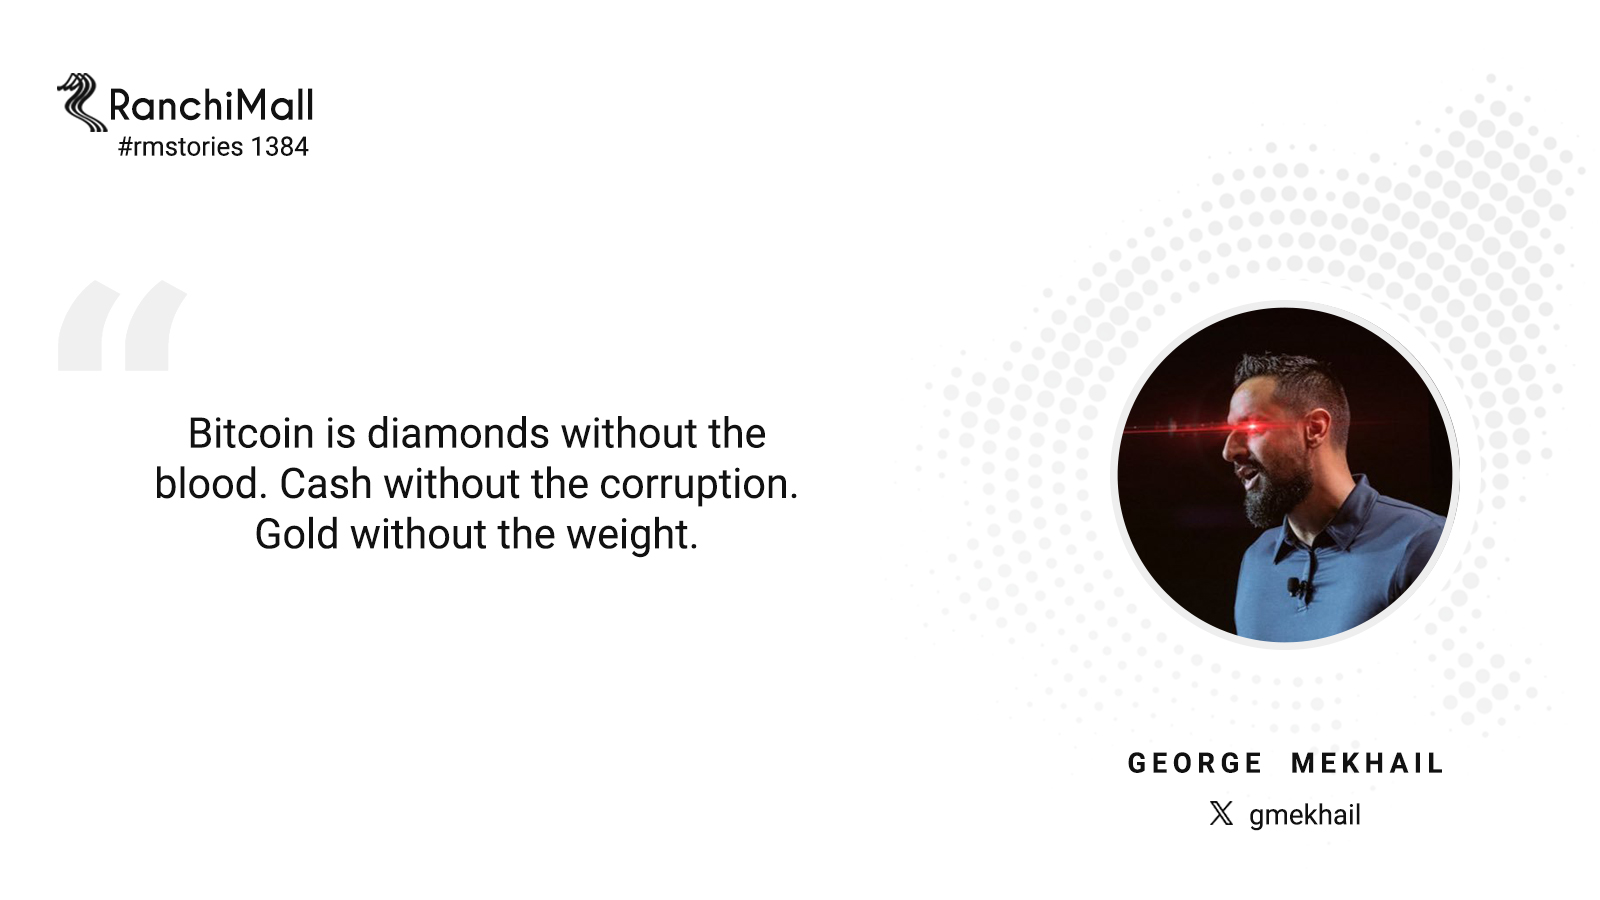 RanchiMall
#rmstories 1384
“
Bitcoin is diamonds without the
blood. Cash without the corruption.
Gold without the weight.
GEORGE MEKHAIL
𝕏 gmekhail